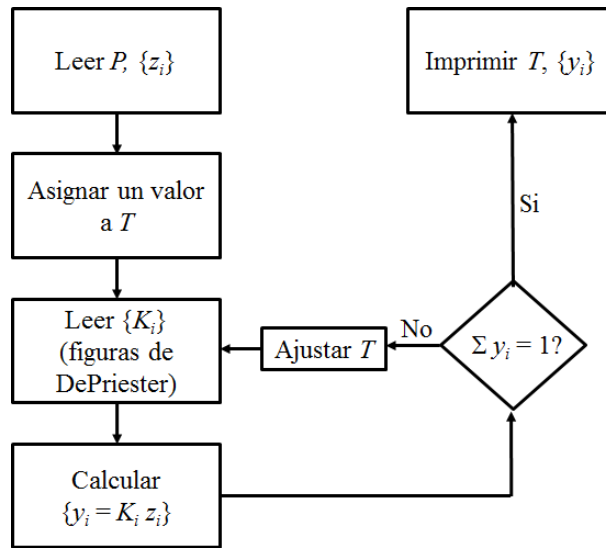 Leer P, {zᵢ}
Asignar un valor
a T
Leer {Kᵢ}
(figuras de
DePriester)
Calcular
{yᵢ = Kᵢ zᵢ}
Ajustar T
No
Σ yᵢ = 1?
Si
Imprimir T, {yᵢ}